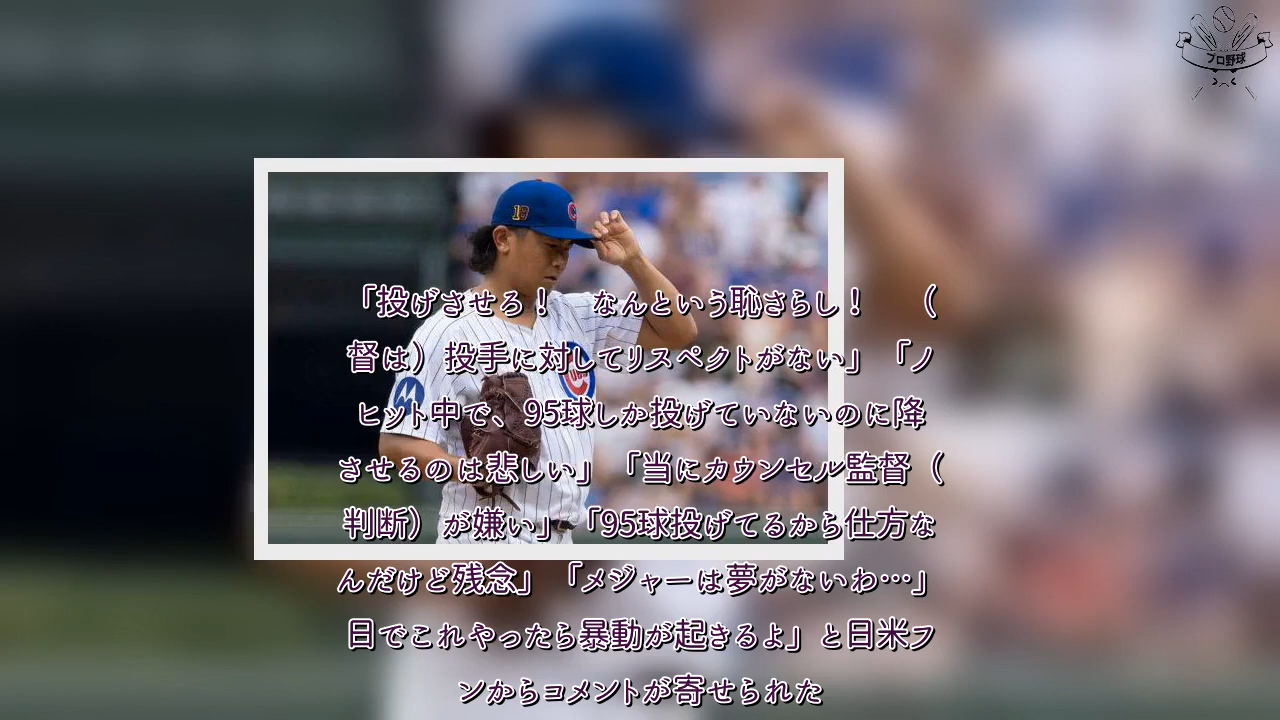 プロ野球
18
「投げさせろ！　なんという恥さらし！　（
督は）投手に対してリスペクトがない」「ノ
ヒット中で、95球しか投げていないのに降
させるのは悲しい」「当にカウンセル監督（
判断）が嫌い」「95球投げてるから仕方な
んだけど残念」「メジャーは夢がないわ…」
日でこれやったら暴動が起きるよ」と日米フ
ンからコメントが寄せられた